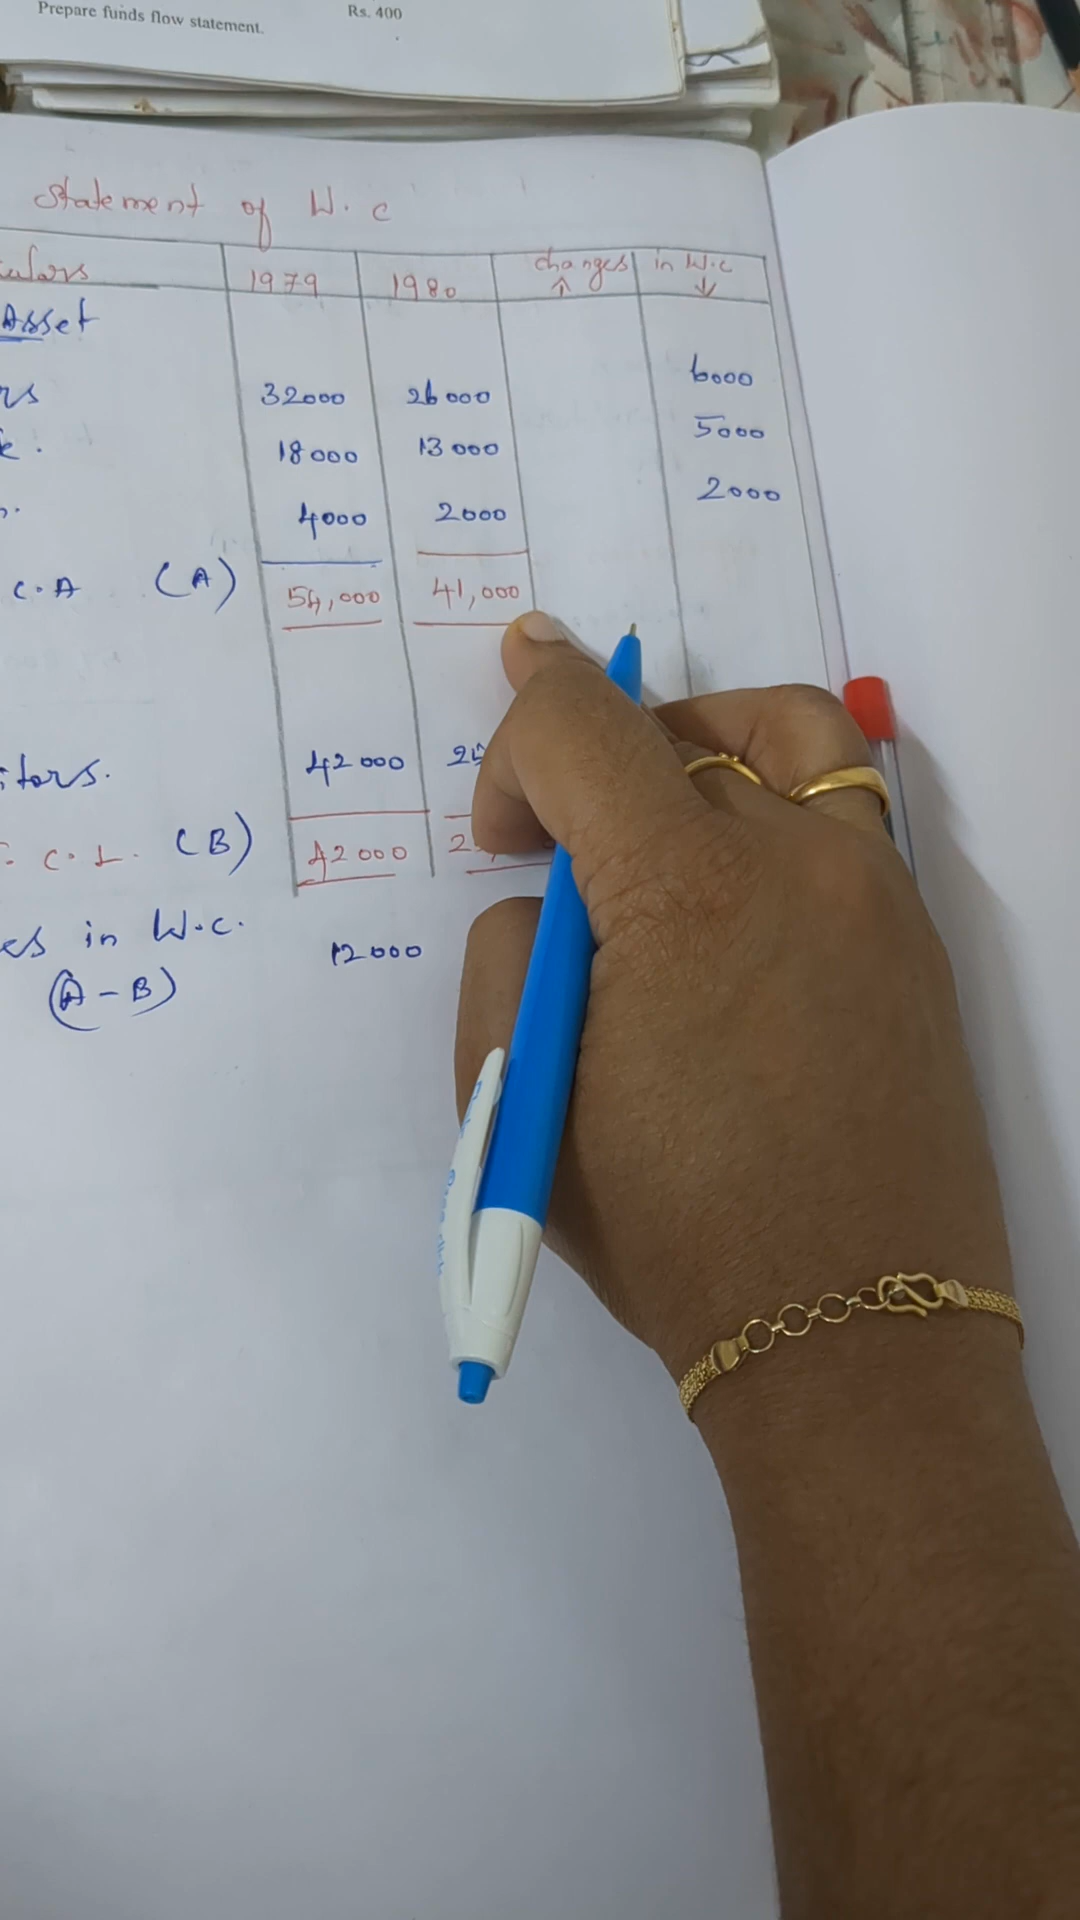 Prepare funds flow statement. Rs. 400
Statement of W.C
1979 1980 changes in W.C
↑ ↓
Asset
32000 26000 6000
18000 13000 5000
4000 2000 2000
C.A (A) 54,000 41,000
42000
C.L. (B) 42000
in W.C. 12000
(A-B)